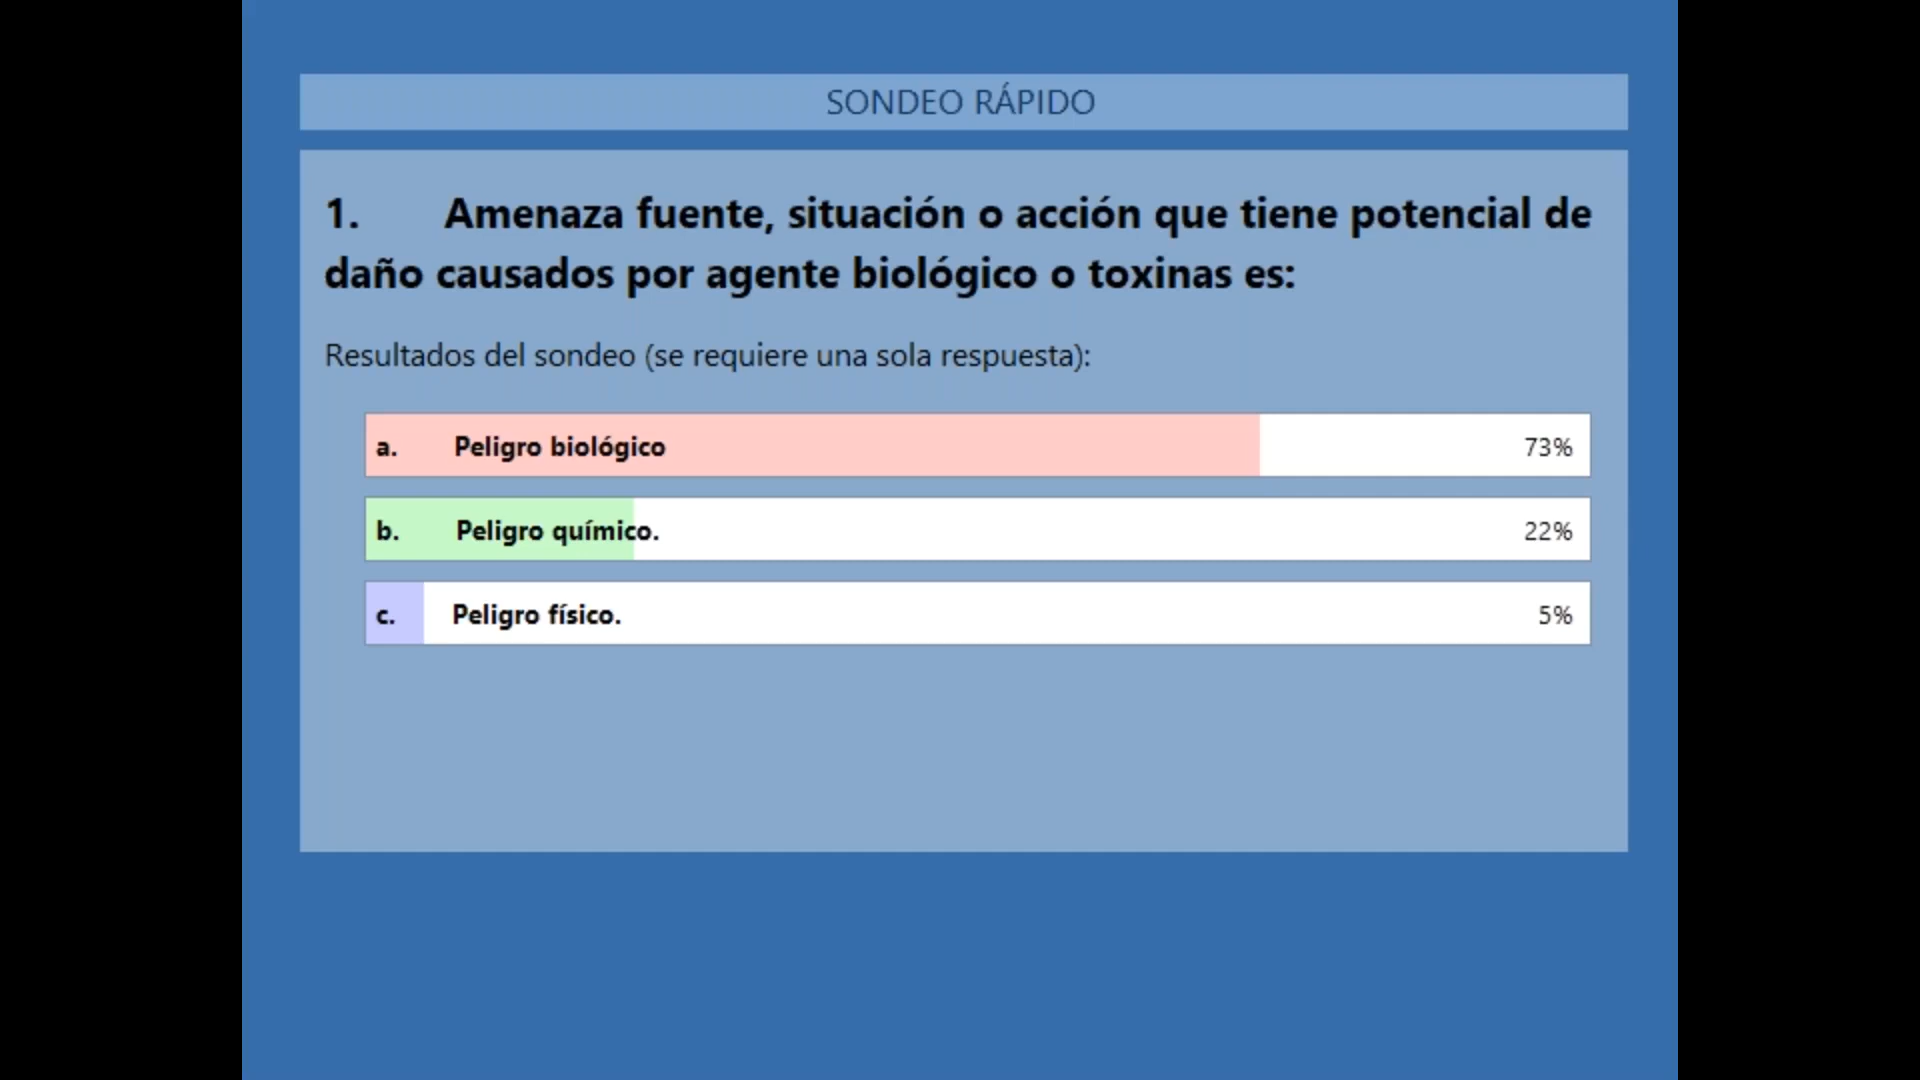 SONDEO RÁPIDO
1. Amenaza fuente, situación o acción que tiene potencial de
daño causados por agente biológico o toxinas es:
Resultados del sondeo (se requiere una sola respuesta):
a. Peligro biológico 73%
b. Peligro químico. 22%
c. Peligro físico. 5%